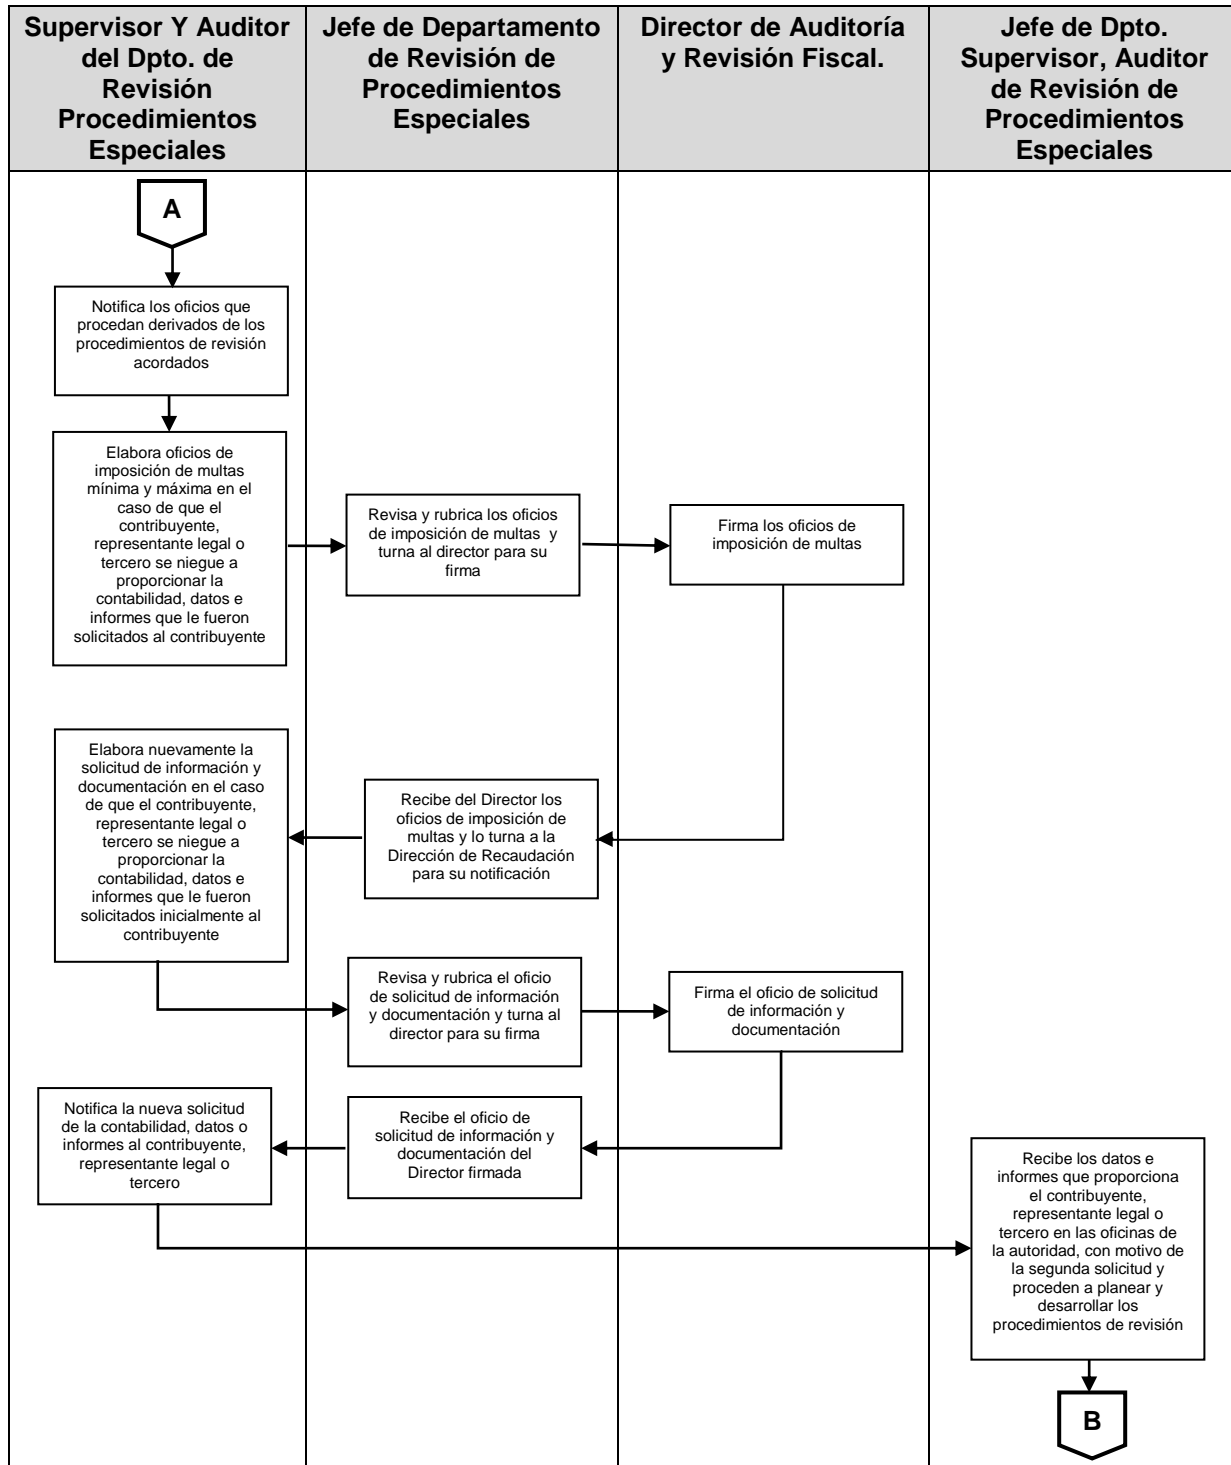 Supervisor Y Auditor
del Dpto. de
Revisión
Procedimientos
Especiales
Jefe de Departamento
de Revisión de
Procedimientos
Especiales
Director de Auditoría
y Revisión Fiscal.
Jefe de Dpto.
Supervisor, Auditor
de Revisión de
Procedimientos
Especiales
A
Notifica los oficios que
procedan derivados de los
procedimientos de revisión
acordados
Elabora oficios de
imposición de multas
mínima y máxima en el
caso de que el
contribuyente,
representante legal o
tercero se niegue a
proporcionar la
contabilidad, datos e
informes que le fueron
solicitados al contribuyente
Revisa y rubrica los oficios
de imposición de multas y
turna al director para su
firma
Firma los oficios de
imposición de multas
Elabora nuevamente la
solicitud de información y
documentación en el caso
de que el contribuyente,
representante legal o
tercero se niegue a
proporcionar la
contabilidad, datos e
informes que le fueron
solicitados inicialmente al
contribuyente
Recibe del Director los
oficios de imposición de
multas y lo turna a la
Dirección de Recaudación
para su notificación
Revisa y rubrica el oficio
de solicitud de información
y documentación y turna al
director para su firma
Firma el oficio de solicitud
de información y
documentación
Notifica la nueva solicitud
de la contabilidad, datos o
informes al contribuyente,
representante legal o
tercero
Recibe el oficio de
solicitud de información y
documentación del
Director firmada
Recibe los datos e
informes que proporciona
el contribuyente,
representante legal o
tercero en las oficinas de
la autoridad, con motivo de
la segunda solicitud y
proceden a planear y
desarrollar los
procedimientos de revisión
B